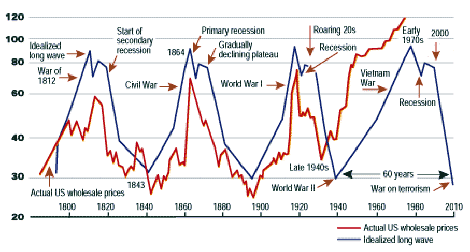 120
100
80
60
40
30
20
Idealized
long wave
War of
1812
Start of
secondary
recession
Actual US wholesale prices
1843
Civil War
1864
Primary recession
Gradually
declining plateau
World War I
Roaring 20s
Recession
Late 1940s
World War II
Vietnam
War
Early
1970s
2000
Recession
60 years
War on terrorism
1800 1820 1840 1860 1880 1900 1920 1940 1960 1980 2000 2010
Actual US wholesale prices
Idealized long wave